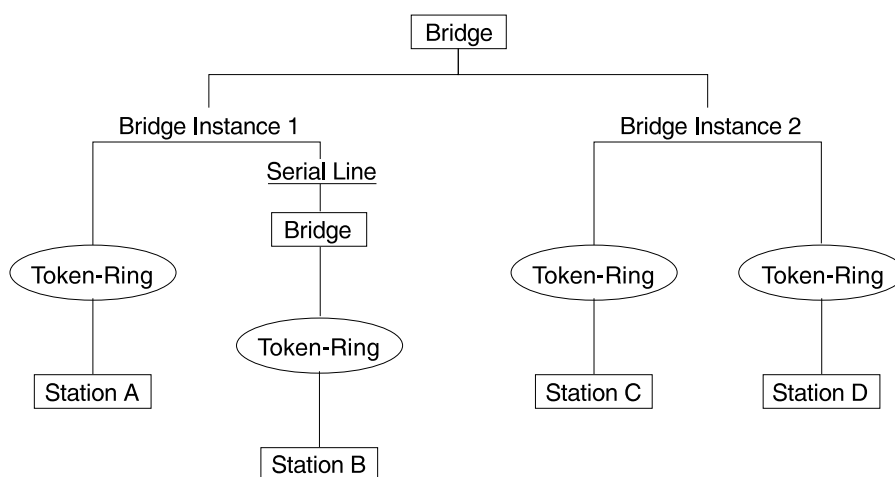 Bridge
Bridge Instance 1
Bridge Instance 2
Serial Line
Bridge
Token-Ring
Token-Ring
Token-Ring
Token-Ring
Station A
Station C
Station D
Station B